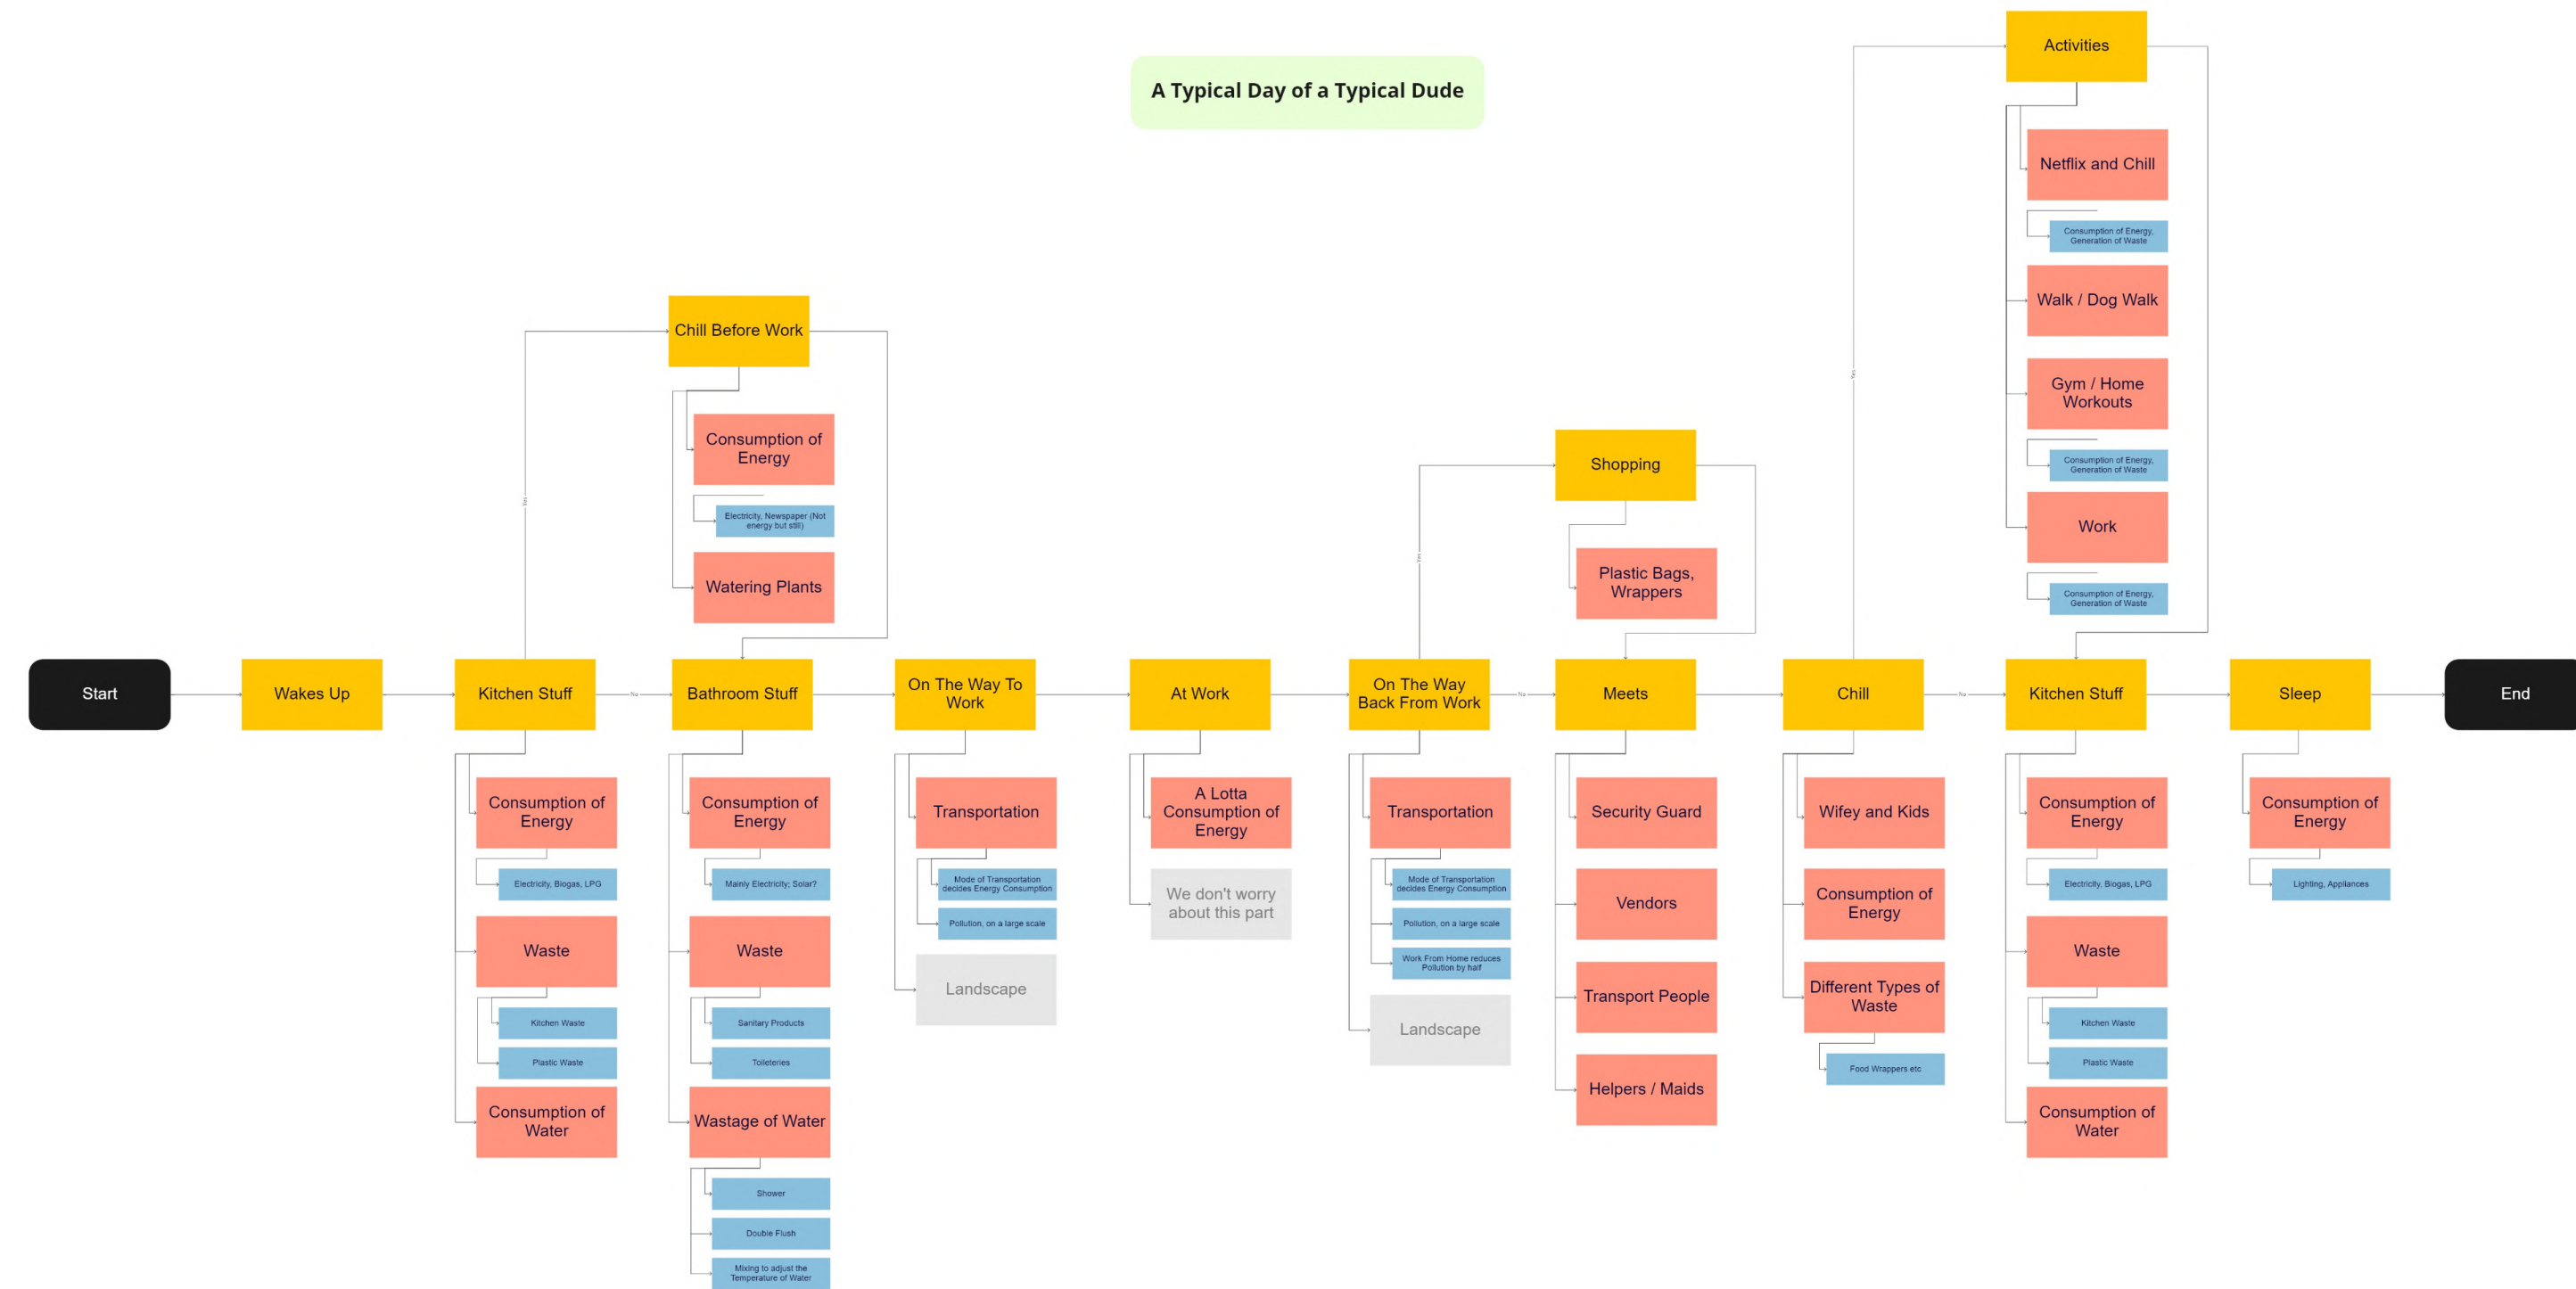 A Typical Day of a Typical Dude
Activities
Netflix and Chill
Consumption of Energy,
Generation of Waste
Walk / Dog Walk
Gym / Home
Workouts
Consumption of Energy,
Generation of Waste
Work
Consumption of Energy,
Generation of Waste
Yes
Chill Before Work
Consumption of
Energy
Electricity, Newspaper (Not
energy but still)
Watering Plants
Yes
Shopping
Plastic Bags,
Wrappers
Yes
Start
Wakes Up
Kitchen Stuff
No
Bathroom Stuff
On The Way To
Work
At Work
On The Way
Back From Work
No
Meets
Chill
No
Kitchen Stuff
Sleep
End
Consumption of
Energy
Electricity, Biogas, LPG
Waste
Kitchen Waste
Plastic Waste
Consumption of
Water
Consumption of
Energy
Mainly Electricity; Solar?
Waste
Sanitary Products
Toileteries
Wastage of Water
Shower
Double Flush
Mixing to adjust the
Temperature of Water
Transportation
Mode of Transportation
decides Energy Consumption
Pollution, on a large scale
Landscape
A Lotta
Consumption of
Energy
We don't worry
about this part
Transportation
Mode of Transportation
decides Energy Consumption
Pollution, on a large scale
Work From Home reduces
Pollution by half
Landscape
Security Guard
Vendors
Transport People
Helpers / Maids
Wifey and Kids
Consumption of
Energy
Different Types of
Waste
Food Wrappers etc
Consumption of
Energy
Electricity, Biogas, LPG
Waste
Kitchen Waste
Plastic Waste
Consumption of
Water
Consumption of
Energy
Lighting, Appliances